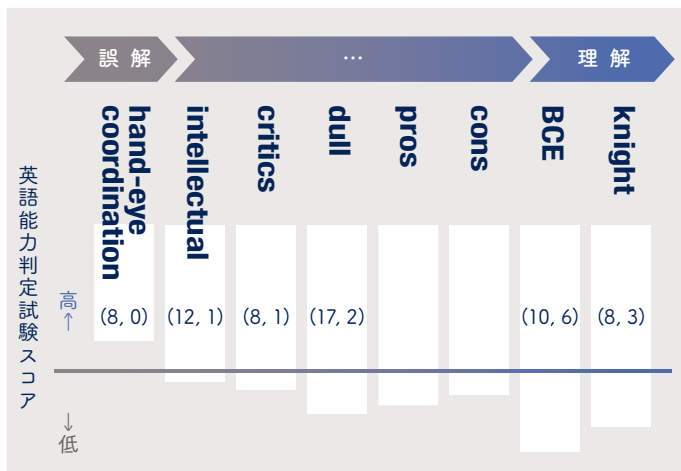 誤解
…
理解
hand-eye
coordination
intellectual
critics
dull
pros
cons
BCE
knight
英語能力判定試験スコア
高
↑
(8, 0)
(12, 1)
(8, 1)
(17, 2)
(10, 6)
(8, 3)
↓
低